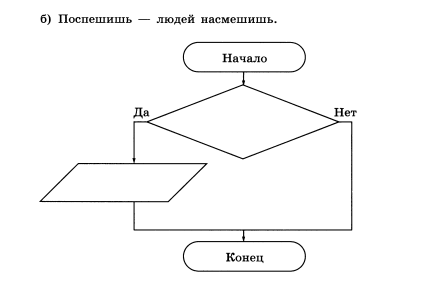 б) Поспешишь — людей насмешишь.
Начало
Да
Нет
Конец